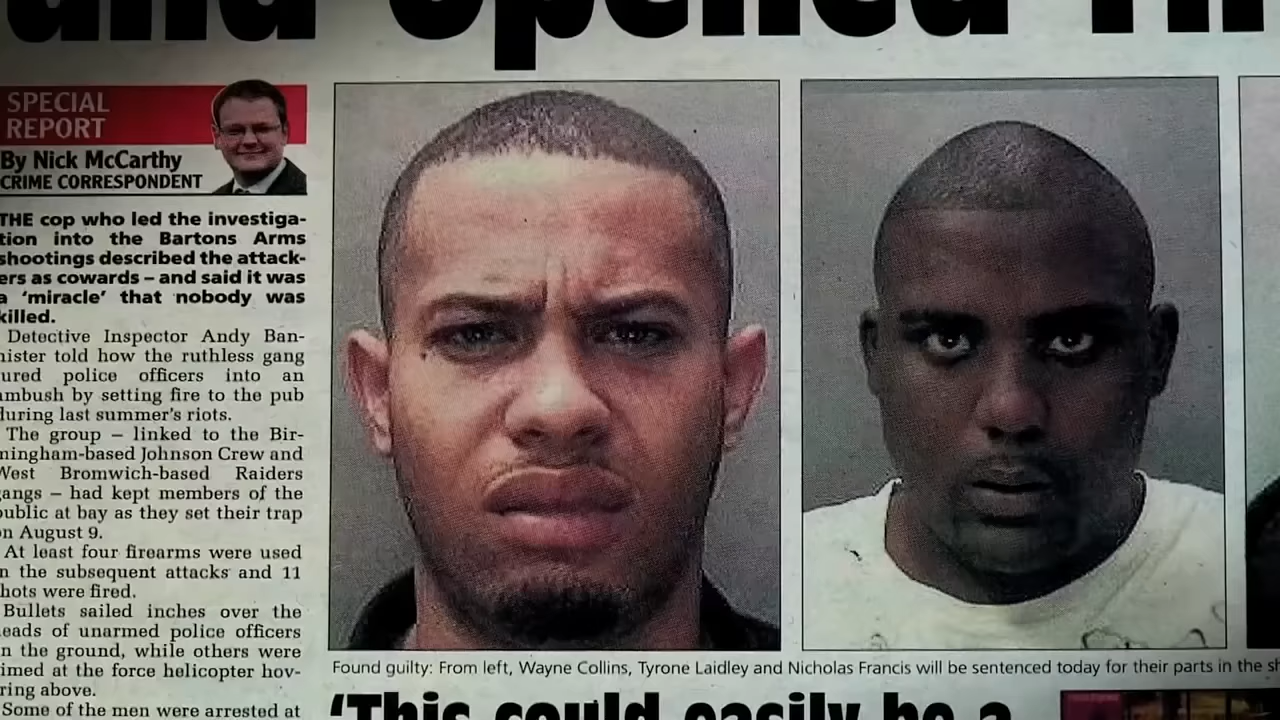 and opened
SPECIAL
REPORT
By Nick McCarthy
CRIME CORRESPONDENT
THE cop who led the investiga-
tion into the Bartons Arms
shootings described the attack-
ers as cowards – and said it was
a 'miracle' that nobody was
killed.
Detective Inspector Andy Ban-
nister told how the ruthless gang
lured police officers into an
ambush by setting fire to the pub
during last summer's riots.
The group – linked to the Bir-
mingham-based Johnson Crew and
West Bromwich-based Raiders
gangs – had kept members of the
public at bay as they set their trap
on August 9.
At least four firearms were used
in the subsequent attacks and 11
shots were fired.
Bullets sailed inches over the
heads of unarmed police officers
on the ground, while others were
aimed at the force helicopter hov-
ering above.
Some of the men were arrested at
Found guilty: From left, Wayne Collins, Tyrone Laidley and Nicholas Francis will be sentenced today for their parts in the
'This could easily be a